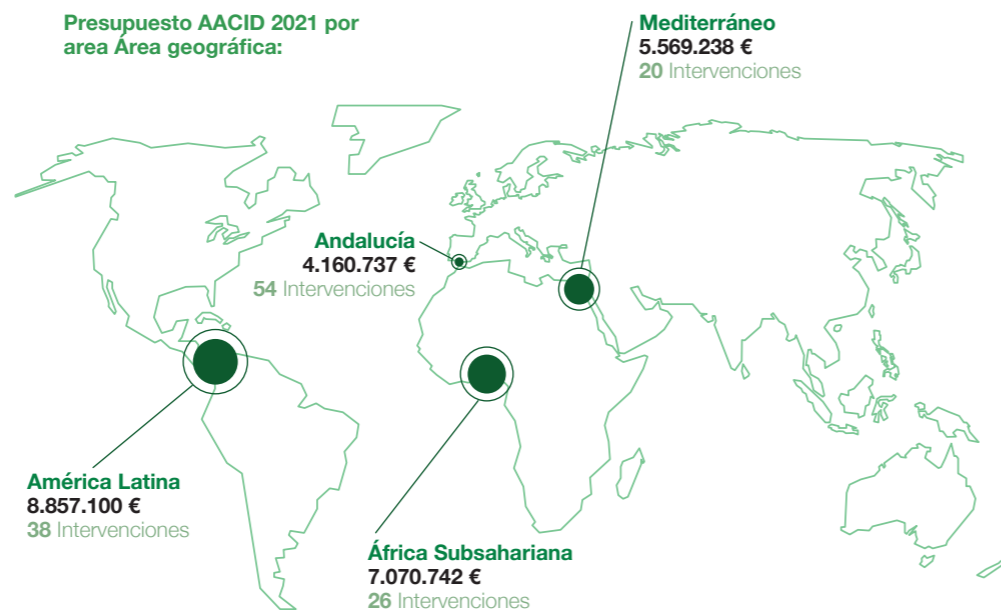 Presupuesto AACID 2021 por
area Área geográfica:
Mediterráneo
5.569.238 €
20 Intervenciones
Andalucía
4.160.737 €
54 Intervenciones
América Latina
8.857.100 €
38 Intervenciones
África Subsahariana
7.070.742 €
26 Intervenciones